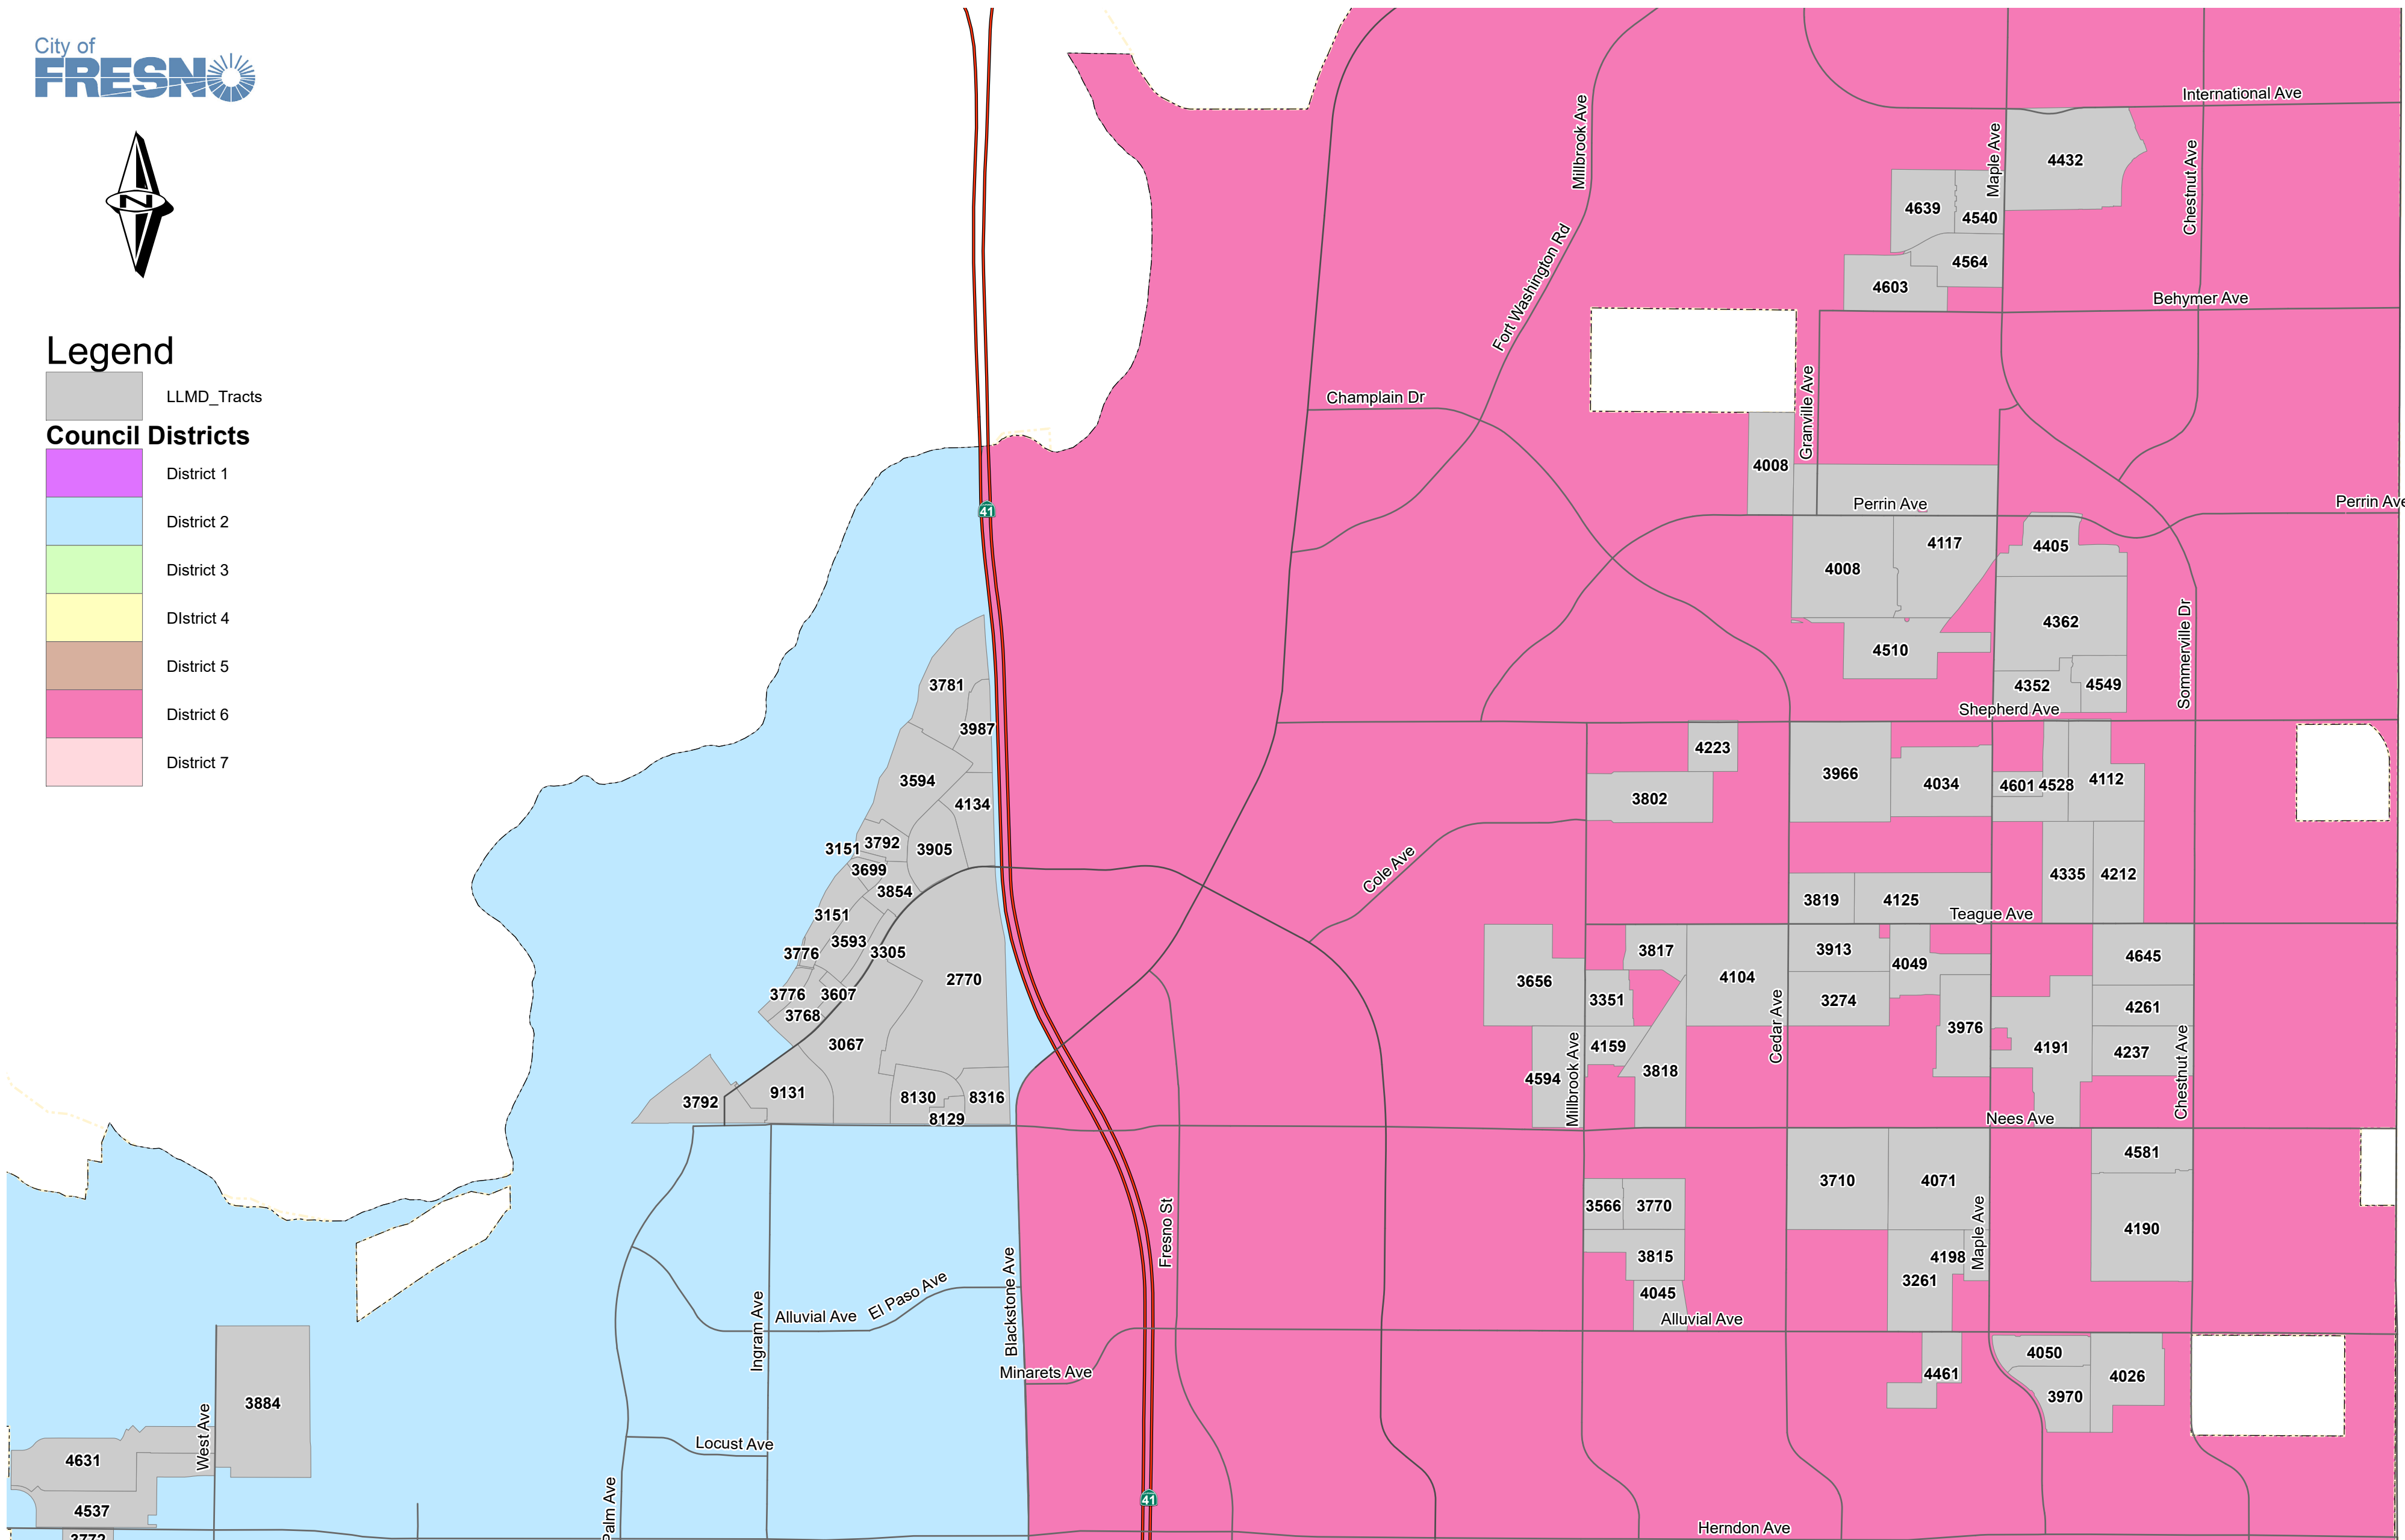 City of
FRESNO
N
Legend
LLMD_Tracts
Council Districts
District 1
District 2
District 3
DIstrict 4
District 5
District 6
District 7
International Ave
Millbrook Ave
Maple Ave
4432
Chestnut Ave
4639
4540
4564
4603
Fort Washington Rd
Behymer Ave
Champlain Dr
Granville Ave
4008
41
Perrin Ave
Perrin Ave
4117
4405
4008
4362
4510
Sommerville Dr
3781
4352
4549
Shepherd Ave
3987
4223
3966
3594
4034
4601
4528
4112
3802
4134
3151
3792
3905
3699
3854
Cole Ave
4335
4212
3819
4125
3151
Teague Ave
3593
3305
3776
3817
3913
4049
4645
2770
3656
4104
3776
3607
3351
3274
4261
3768
3976
Cedar Ave
3067
4159
4191
4237
Chestnut Ave
4594
Millbrook Ave
3818
3792
9131
8130
8316
8129
Nees Ave
4581
3710
4071
3566
3770
4190
Fresno St
Maple Ave
3815
4198
3261
4045
El Paso Ave
Alluvial Ave
Alluvial Ave
Ingram Ave
Blackstone Ave
Minarets Ave
4050
4461
4026
3970
3884
West Ave
Locust Ave
4631
4537
41
Palm Ave
Herndon Ave
3772